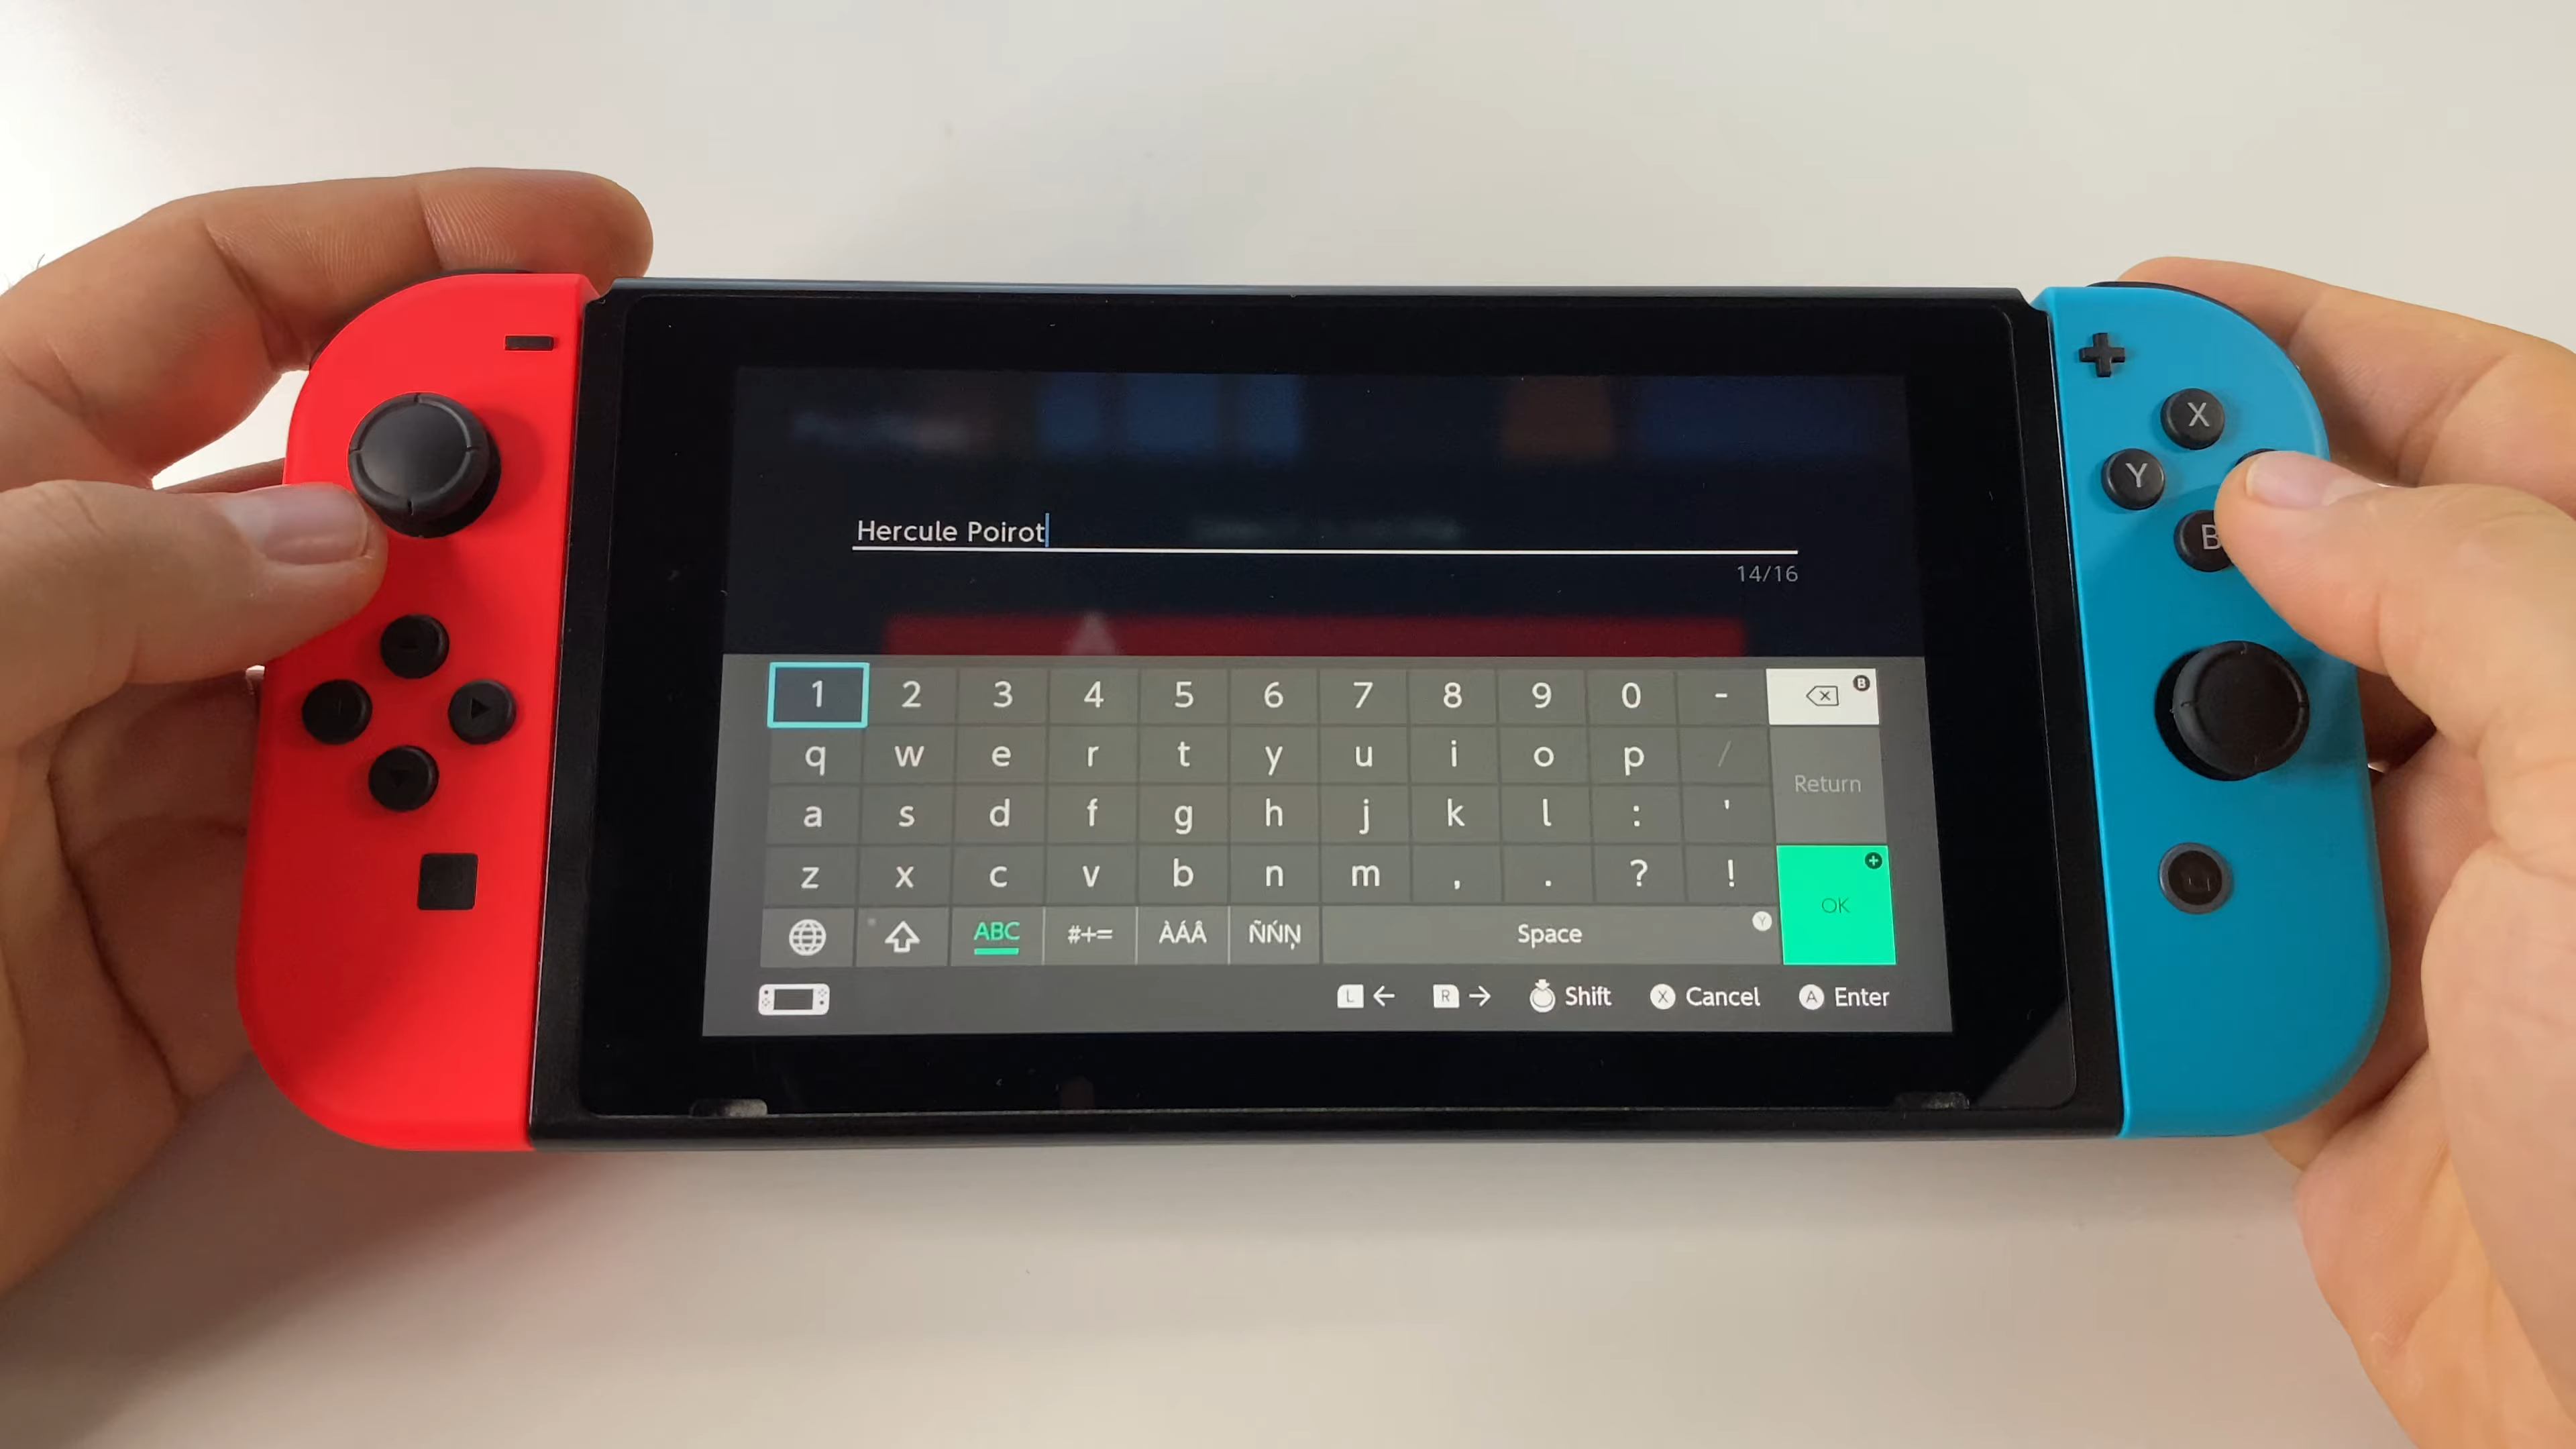 Hercule Poirot
14/16
1 2 3 4 5 6 7 8 9 0 - B
q w e r t y u i o p /
Return
a s d f g h j k l : '
z x c v b n m , . ? ! +
OK
ABC #+= ÀÁÂ ÑŃŅ Space Y
L ← R → Shift X Cancel A Enter
X
Y
B